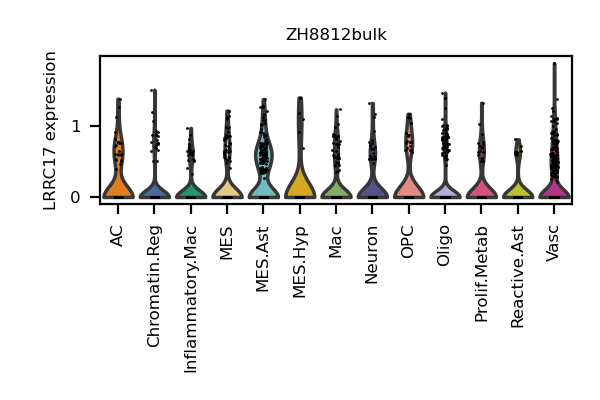 ZH8812bulk
LRRC17 expression
1
0
AC
Chromatin.Reg
Inflammatory.Mac
MES
MES.Ast
MES.Hyp
Mac
Neuron
OPC
Oligo
Prolif.Metab
Reactive.Ast
Vasc